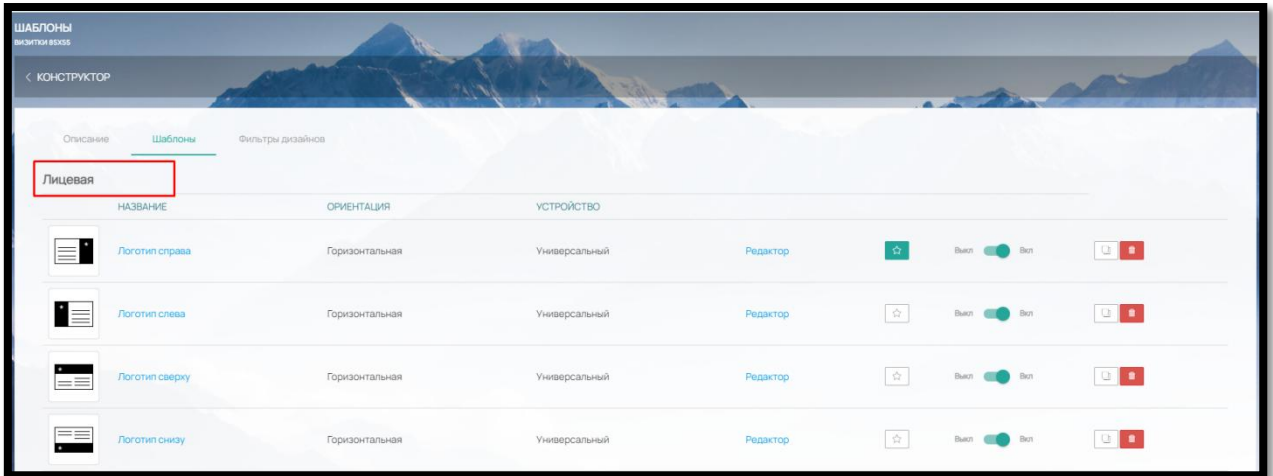 ШАБЛОНЫ
ВИЗИТКИ 85X55
< КОНСТРУКТОР
Описание Шаблоны Фильтры дизайнов
Лицевая
НАЗВАНИЕ ОРИЕНТАЦИЯ УСТРОЙСТВО
Логотип справа Горизонтальная Универсальный Редактор Выкл Вкл
Логотип слева Горизонтальная Универсальный Редактор Выкл Вкл
Логотип сверху Горизонтальная Универсальный Редактор Выкл Вкл
Логотип снизу Горизонтальная Универсальный Редактор Выкл Вкл